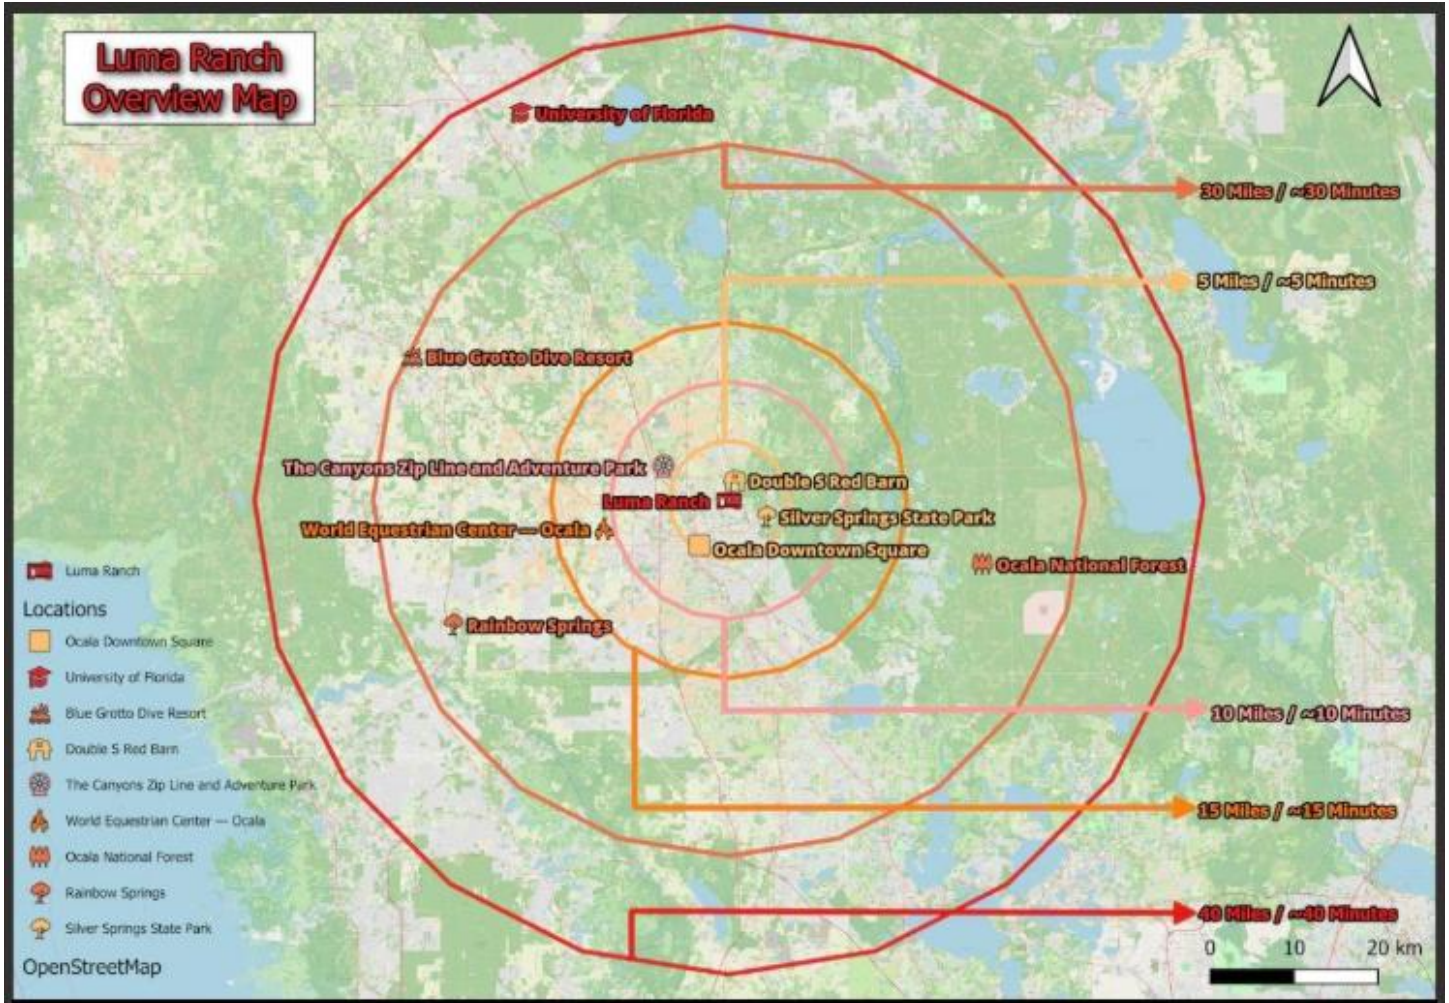 Luma Ranch
Overview Map
University of Florida
30 Miles / ~30 Minutes
5 Miles / ~5 Minutes
Blue Grotto Dive Resort
The Canyons Zip Line and Adventure Park
Double S Red Barn
Luma Ranch
Silver Springs State Park
World Equestrian Center — Ocala
Ocala Downtown Square
Ocala National Forest
Rainbow Springs
10 Miles / ~10 Minutes
15 Miles / ~15 Minutes
40 Miles / ~40 Minutes
0 10 20 km
Luma Ranch
Locations
Ocala Downtown Square
University of Florida
Blue Grotto Dive Resort
Double S Red Barn
The Canyons Zip Line and Adventure Park
World Equestrian Center — Ocala
Ocala National Forest
Rainbow Springs
Silver Springs State Park
OpenStreetMap